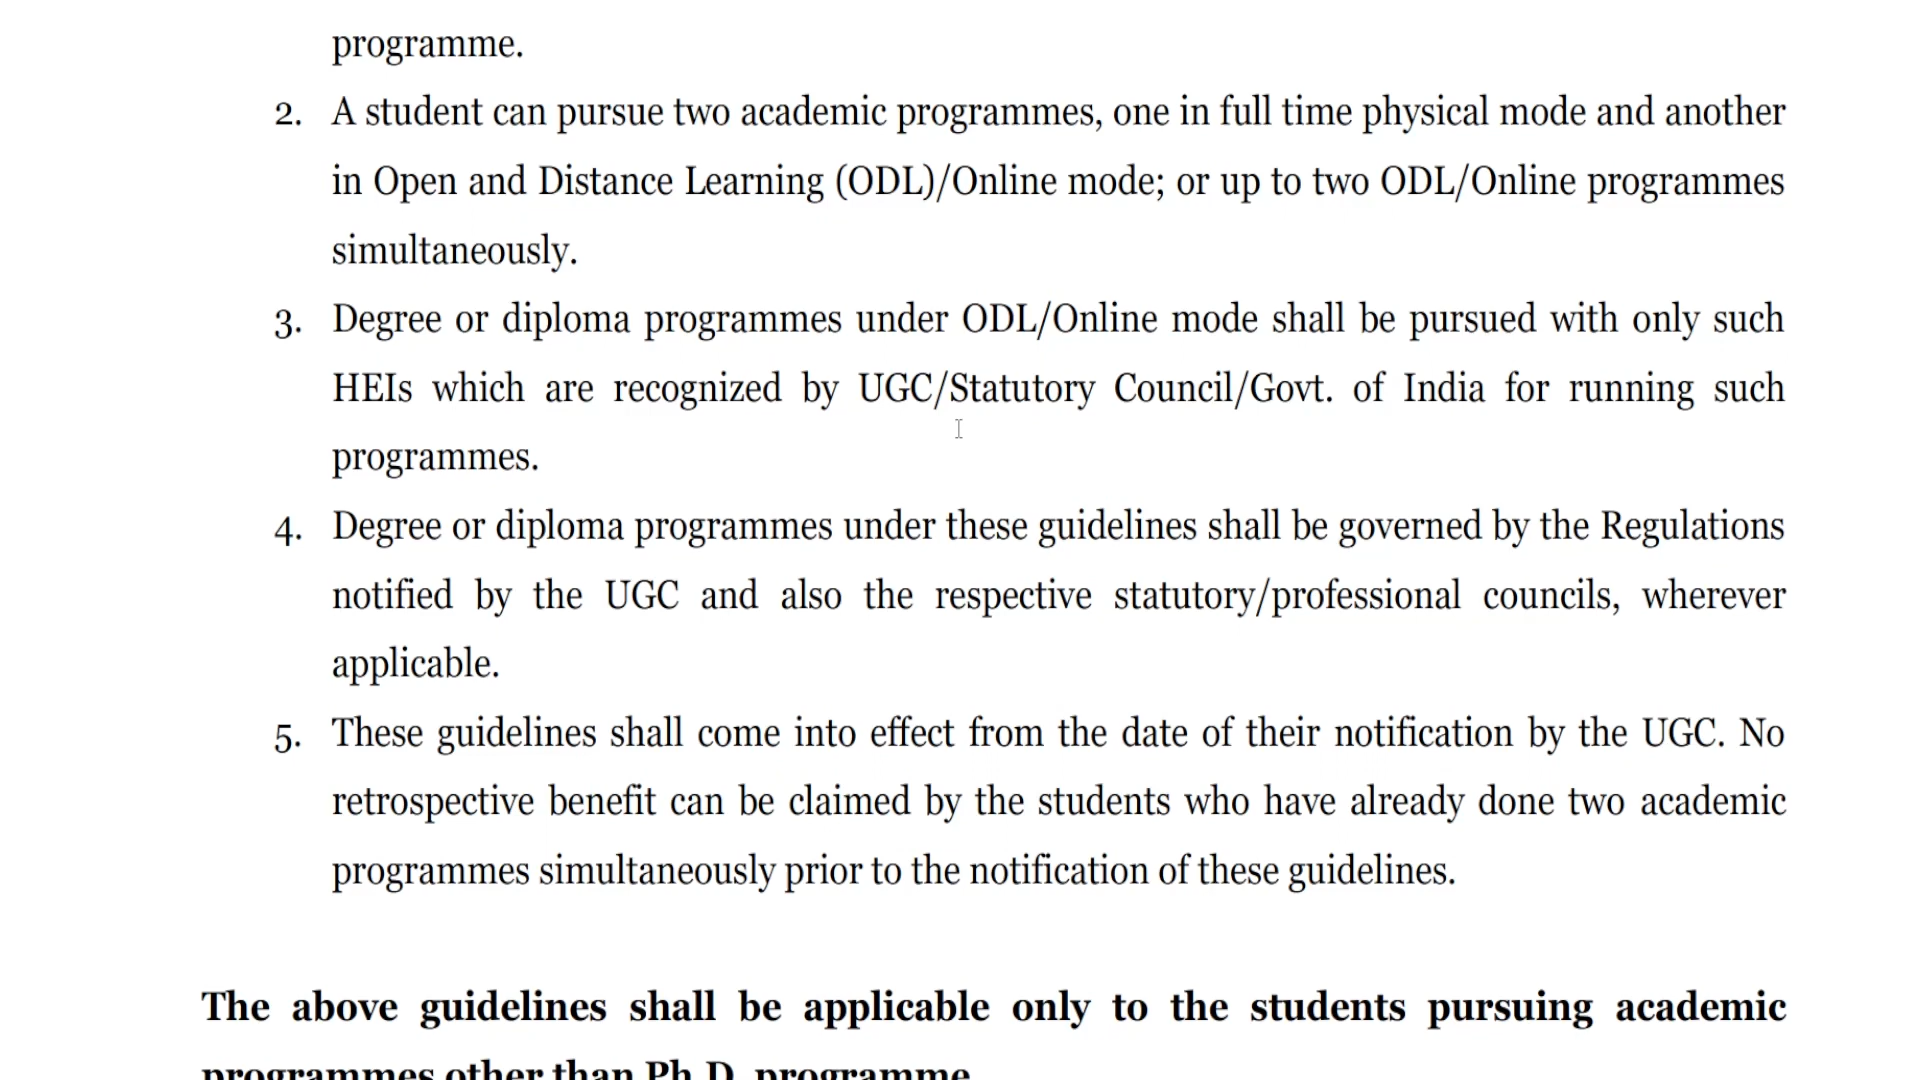 programme.
2. A student can pursue two academic programmes, one in full time physical mode and another
in Open and Distance Learning (ODL)/Online mode; or up to two ODL/Online programmes
simultaneously.
3. Degree or diploma programmes under ODL/Online mode shall be pursued with only such
HEIs which are recognized by UGC/Statutory Council/Govt. of India for running such
programmes.
4. Degree or diploma programmes under these guidelines shall be governed by the Regulations
notified by the UGC and also the respective statutory/professional councils, wherever
applicable.
5. These guidelines shall come into effect from the date of their notification by the UGC. No
retrospective benefit can be claimed by the students who have already done two academic
programmes simultaneously prior to the notification of these guidelines.
The above guidelines shall be applicable only to the students pursuing academic
programmes other than Ph.D. programme